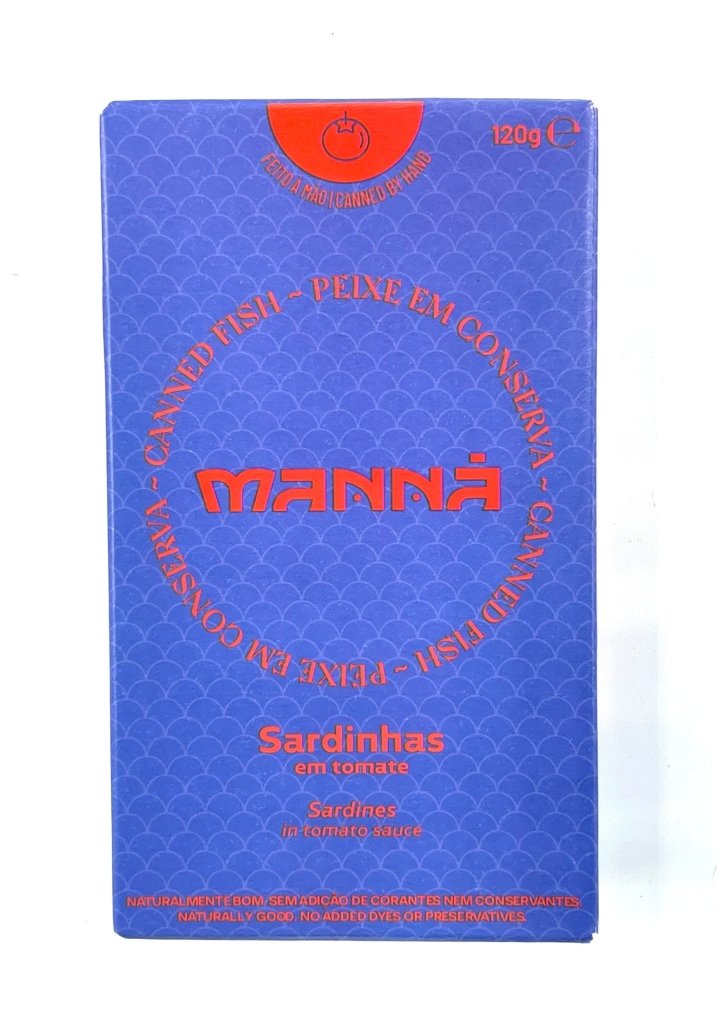 120g ℮
FEITO À MÃO | CANNED BY HAND
PEIXE EM CONSERVA ~ CANNED FISH ~ PEIXE EM CONSERVA ~ CANNED FISH ~
MANNÁ
Sardinhas
em tomate
Sardines
in tomato sauce
NATURALMENTE BOM. SEM ADIÇÃO DE CORANTES NEM CONSERVANTES.
NATURALLY GOOD. NO ADDED DYES OR PRESERVATIVES.